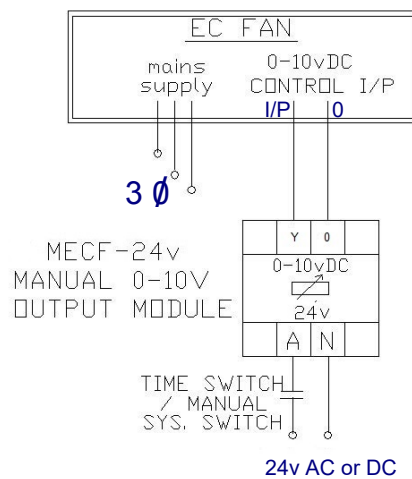 EC FAN
mains
supply
0-10vDC
CONTROL I/P
I/P 0
3 Ø
MECF-24v
MANUAL 0-10V
OUTPUT MODULE
Y 0
0-10vDC
24v
A N
TIME SWITCH
/ MANUAL
SYS. SWITCH
24v AC or DC